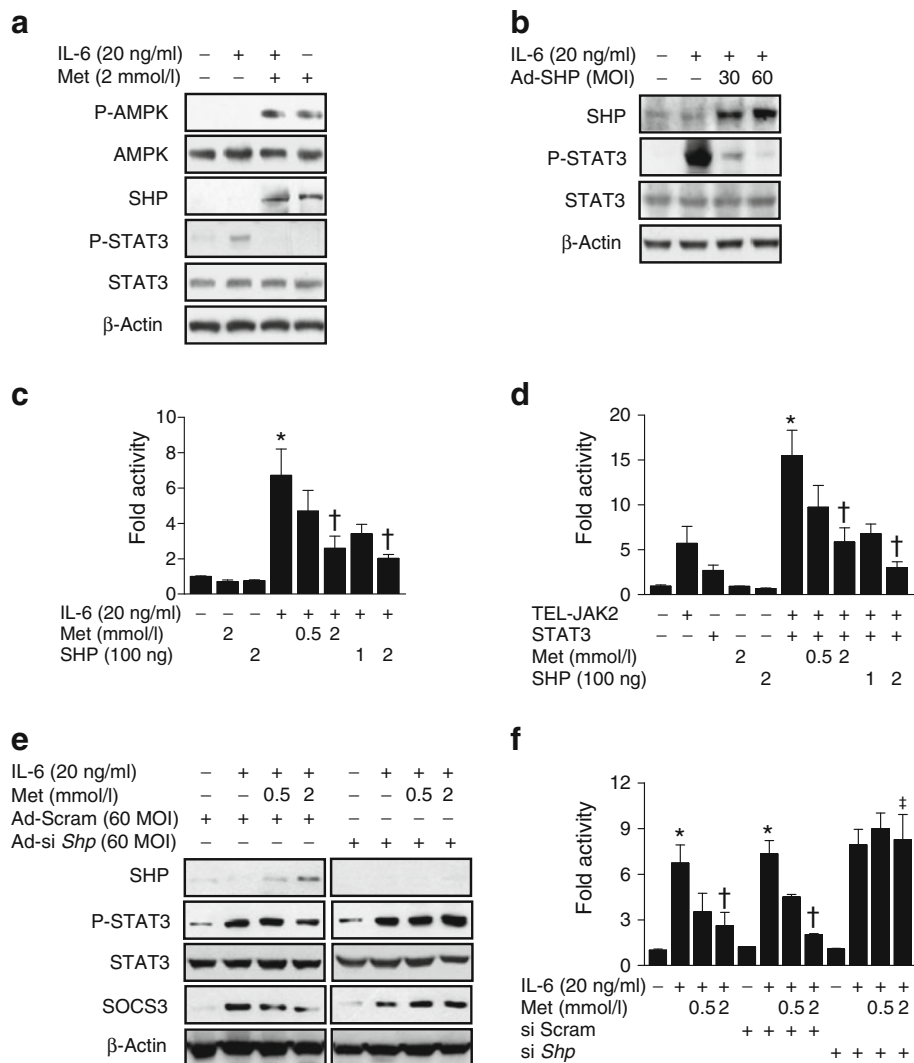 a
IL-6 (20 ng/ml) – + + –
Met (2 mmol/l) – – + +
P-AMPK
AMPK
SHP
P-STAT3
STAT3
β-Actin
b
IL-6 (20 ng/ml) – + + +
Ad-SHP (MOI) – – 30 60
SHP
P-STAT3
STAT3
β-Actin
c
Fold activity
10
8
6
4
2
0
* † †
IL-6 (20 ng/ml) – – – + + + + +
Met (mmol/l) 2 0.5 2
SHP (100 ng) 2 1 2
d
Fold activity
20
15
10
5
0
* † †
TEL-JAK2 – + – – – + + + + +
STAT3 – – + – – + + + + +
Met (mmol/l) 2 0.5 2
SHP (100 ng) 2 1 2
e
IL-6 (20 ng/ml) – + + + – + + +
Met (mmol/l) – – 0.5 2 – – 0.5 2
Ad-Scram (60 MOI) + + + + – – – –
Ad-si Shp (60 MOI) – – – – + + + +
SHP
P-STAT3
STAT3
SOCS3
β-Actin
f
Fold activity
12
9
6
3
0
* † * † ‡
IL-6 (20 ng/ml) – + + + – + + + – + + +
Met (mmol/l) 0.5 2 0.5 2 0.5 2
si Scram + + + +
si Shp + + + +